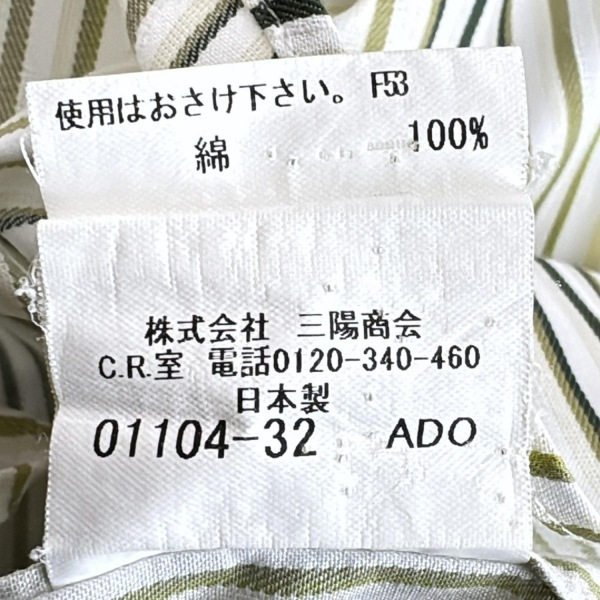 使用はおさけ下さい。 F53
綿 100%
株式会社 三陽商会
C.R.室 電話0120-340-460
日本製
01104-32 ADO